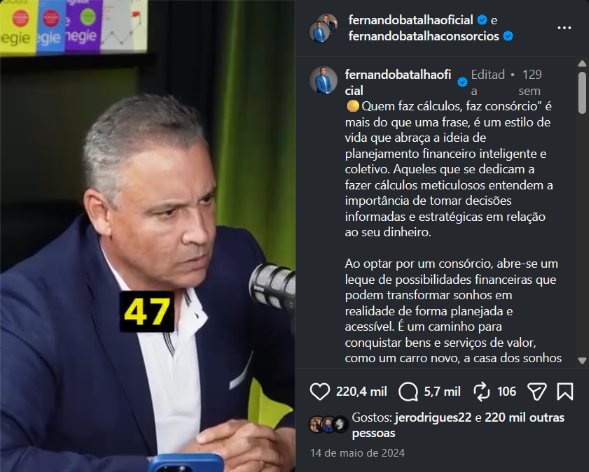 egie
negie
fernandobatalhaoficial e
fernandobatalhaconsorcios
fernandobatalhaofi
cial
Editad
a
• 129
sem
Quem faz cálculos, faz consórcio” é
mais do que uma frase, é um estilo de
vida que abraça a ideia de
planejamento financeiro inteligente e
coletivo. Aqueles que se dedicam a
fazer cálculos meticulosos entendem a
importância de tomar decisões
informadas e estratégicas em relação
ao seu dinheiro.
Ao optar por um consórcio, abre-se um
leque de possibilidades financeiras que
podem transformar sonhos em
realidade de forma planejada e
acessível. É um caminho para
conquistar bens e serviços de valor,
como um carro novo, a casa dos sonhos
47
220,4 mil
5,7 mil
106
Gostos: jerodrigues22 e 220 mil outras
pessoas
14 de maio de 2024